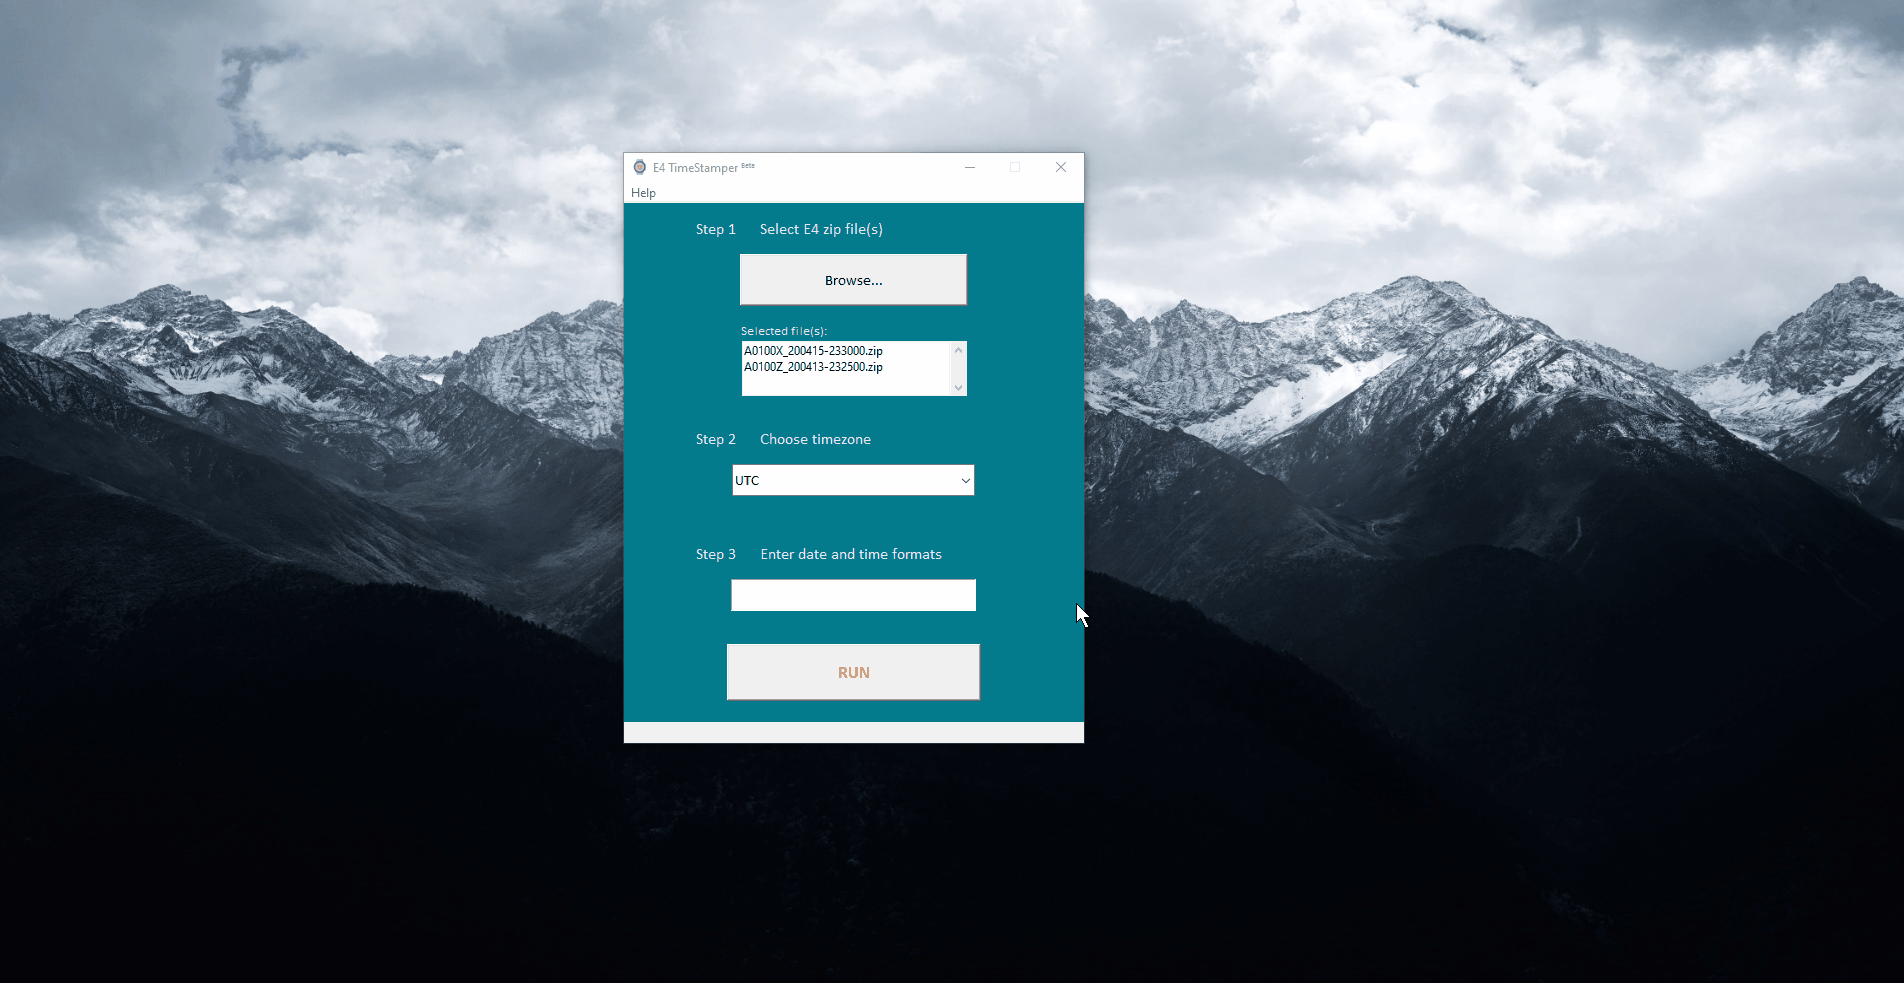 E4 TimeStamper Beta
Help
Step 1 Select E4 zip file(s)
Browse...
Selected file(s):
A0100X_200415-233000.zip
A0100Z_200413-232500.zip
Step 2 Choose timezone
UTC
Step 3 Enter date and time formats
RUN